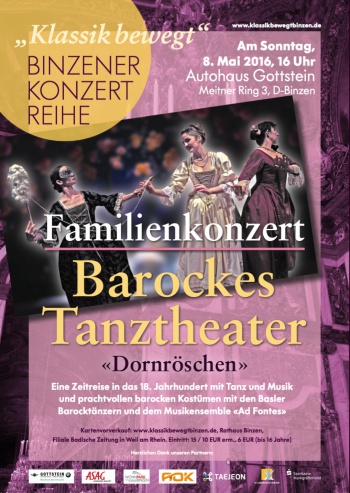 www.klassikbewegtbinzen.de
„Klassik bewegt“
BINZENER
KONZERT
REIHE
Am Sonntag,
8. Mai 2016, 16 Uhr
Autohaus Gottstein
Meitner Ring 3, D-Binzen
Familienkonzert
Barockes
Tanztheater
«Dornröschen»
Eine Zeitreise in das 18. Jahrhundert mit Tanz und Musik
und prachtvollen barocken Kostümen mit den Basler
Barocktänzern und dem Musikensemble «Ad Fontes»
Kartenvorverkauf: www.klassikbewegtbinzen.de, Rathaus Binzen,
Filiale Badische Zeitung in Weil am Rhein. Eintritt: 15 / 10 EUR erm., 6 EUR (bis 16 Jahre)
Herzlichen Dank unseren Partnern:
GOTTSTEIN
ASAG
TAEJEON
Sparkasse